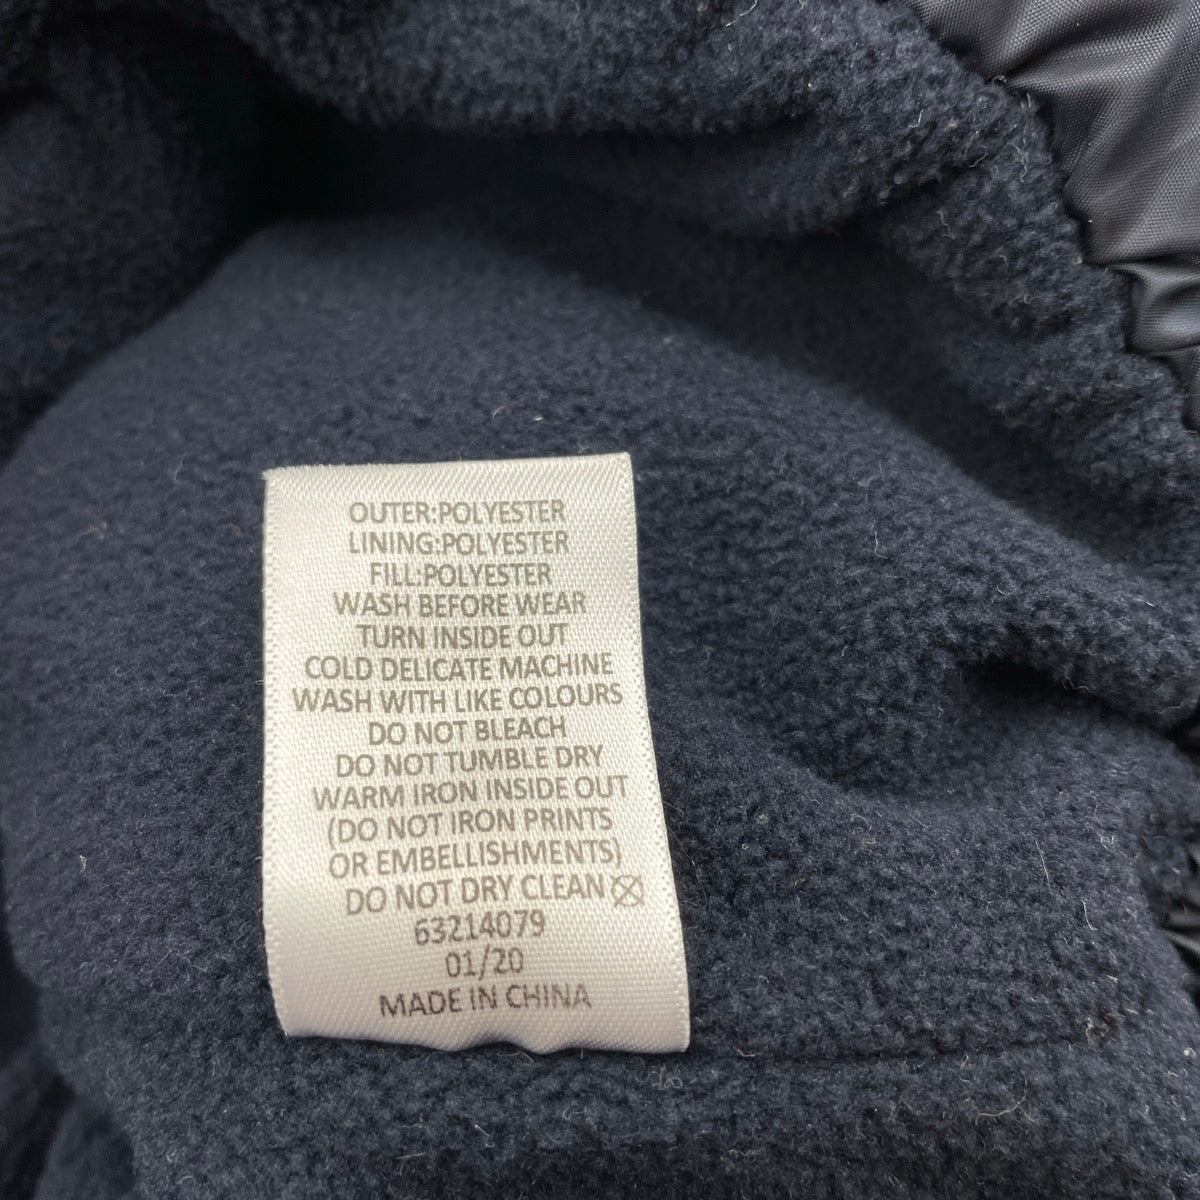 OUTER:POLYESTER
LINING:POLYESTER
FILL:POLYESTER
WASH BEFORE WEAR
TURN INSIDE OUT
COLD DELICATE MACHINE
WASH WITH LIKE COLOURS
DO NOT BLEACH
DO NOT TUMBLE DRY
WARM IRON INSIDE OUT
(DO NOT IRON PRINTS
OR EMBELLISHMENTS)
DO NOT DRY CLEAN
63214079
01/20
MADE IN CHINA